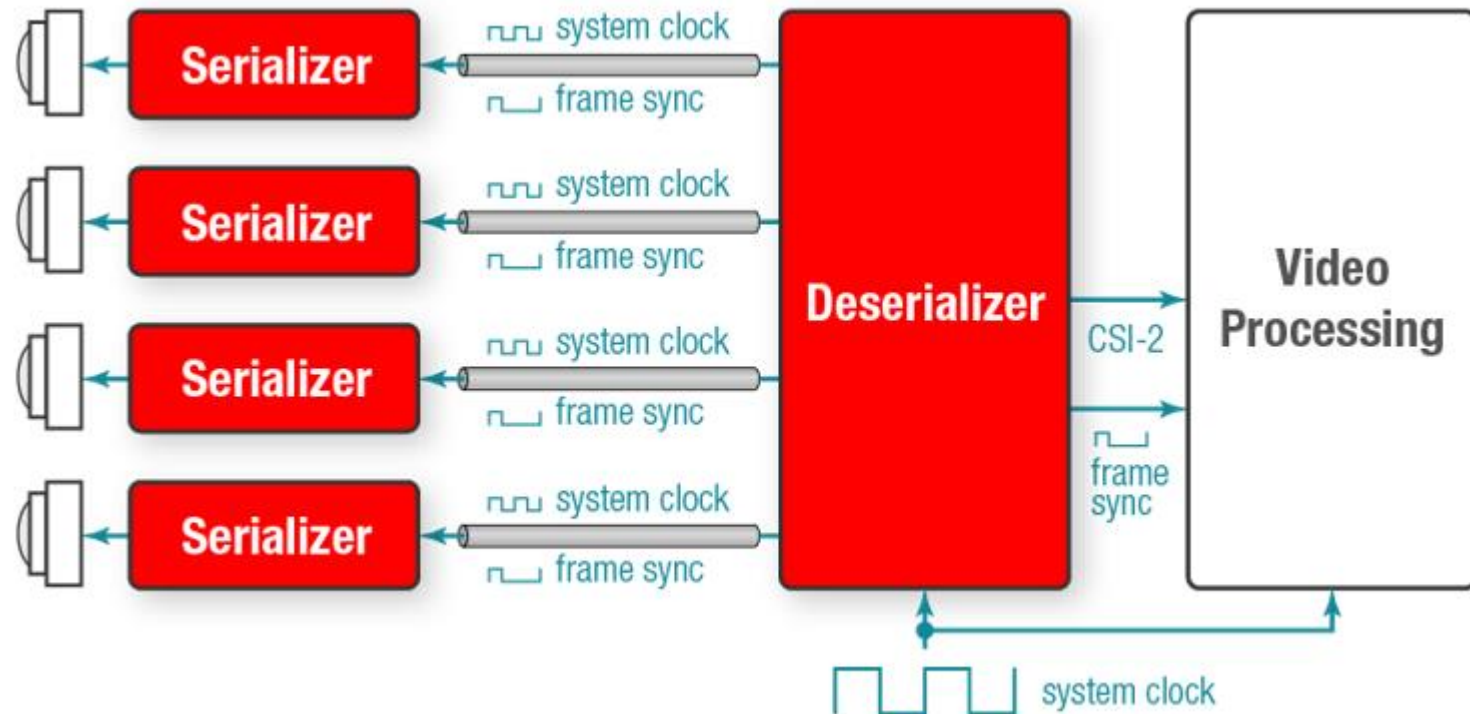 system clock
Serializer
frame sync
system clock
Serializer
frame sync
system clock
Serializer
frame sync
system clock
Serializer
frame sync
Deserializer
CSI-2
frame
sync
Video
Processing
system clock